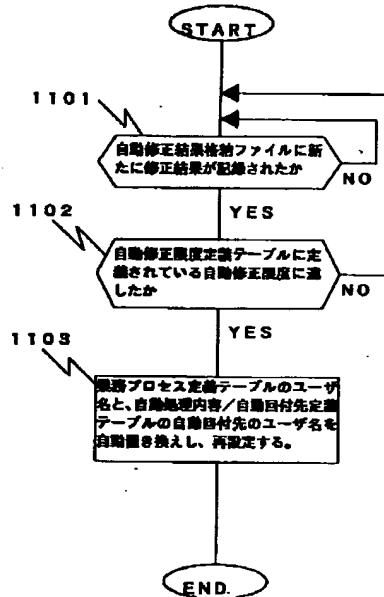 START
1101
自動修正結果格納ファイルに新
たに修正結果が記録されたか
NO
YES
1102
自動修正限度定義テーブルに定
義されている自動修正限度に達
したか
NO
YES
1103
業務プロセス定義テーブルのユーザ
名と、自動処理内容/自動回付先定義
テーブルの自動回付先のユーザ名を
自動置き換えし、再設定する。
END